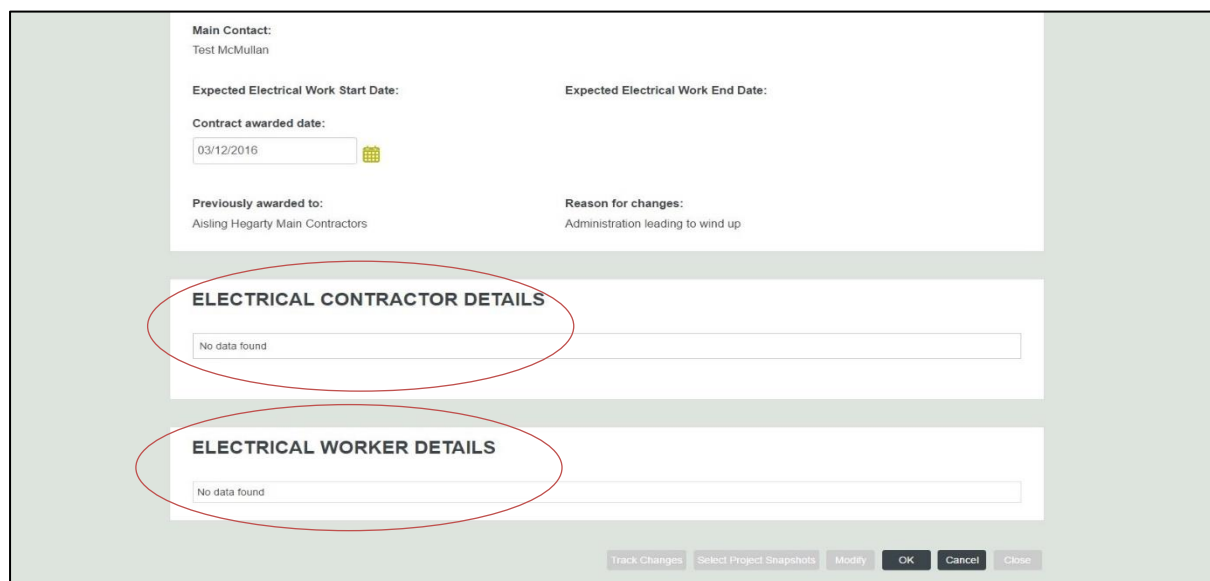 Main Contact:
Test McMullan
Expected Electrical Work Start Date: Expected Electrical Work End Date:
Contract awarded date:
03/12/2016
Previously awarded to: Reason for changes:
Aisling Hegarty Main Contractors Administration leading to wind up
ELECTRICAL CONTRACTOR DETAILS
No data found
ELECTRICAL WORKER DETAILS
No data found
Track Changes Select Project Snapshots Modify OK Cancel Close